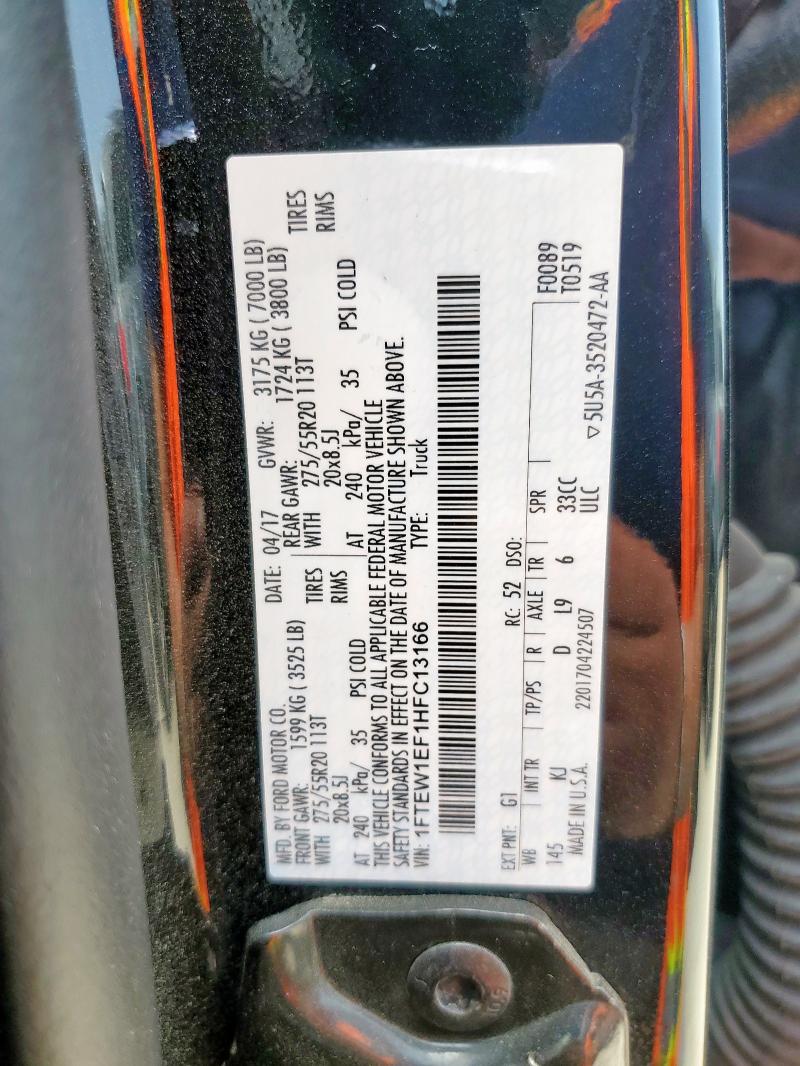 MFD. BY FORD MOTOR CO.
DATE: 04/17 GVWR: 3175 KG ( 7000 LB)
FRONT GAWR: 1599 KG ( 3525 LB)
REAR GAWR: 1724 KG ( 3800 LB)
WITH 275/55R20 113T TIRES
WITH 275/55R20 113T TIRES
20x8.5J RIMS
20x8.5J RIMS
AT 240 kPa/ 35 PSI COLD
AT 240 kPa/ 35 PSI COLD
THIS VEHICLE CONFORMS TO ALL APPLICABLE FEDERAL MOTOR VEHICLE
SAFETY STANDARDS IN EFFECT ON THE DATE OF MANUFACTURE SHOWN ABOVE.
VIN: 1FTEW1EF1HFC13166 TYPE: Truck
EXT PNT: G1 RC: 52 DSO:
WB INT TR TP/PS R AXLE TR SPR F0089
145 KJ D L9 6 33CC T0519
MADE IN U.S.A. 2201704224507 ULC ▽5U5A-3520472-AA